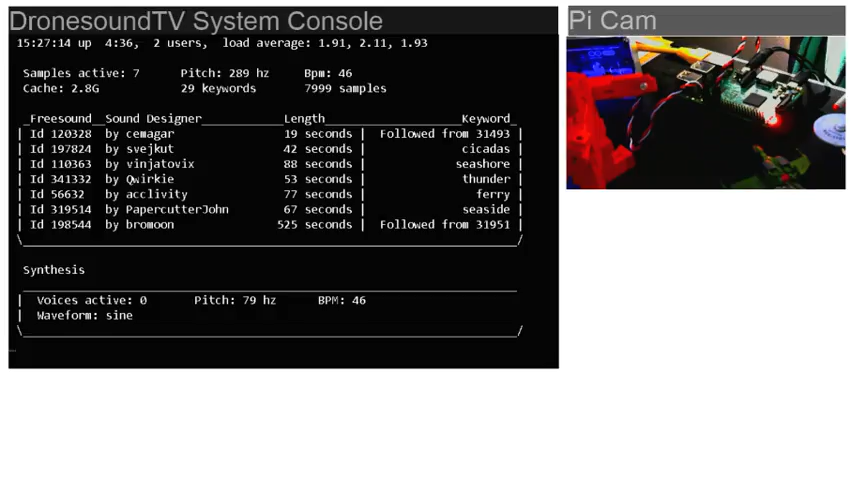 DronesoundTV System Console
Pi Cam
15:27:14 up  4:36,  2 users,  load average: 1.91, 2.11, 1.93
Samples active: 7      Pitch: 289 hz     Bpm: 46
Cache: 2.8G            29 keywords       7999 samples
_Freesound__Sound Designer____________Length______________________Keyword_
| Id 120328  by cemagar                19 seconds |  Followed from 31493 |
| Id 197824  by svejkut                42 seconds |              cicadas |
| Id 110363  by vinjatovix             88 seconds |             seashore |
| Id 341332  by Qwirkie                53 seconds |              thunder |
| Id 56632   by acclivity              77 seconds |                ferry |
| Id 319514  by PapercutterJohn        67 seconds |              seaside |
| Id 198544  by bromoon               525 seconds |  Followed from 31951 |
\________________________________________________________________________/
Synthesis
________________________________________________________________________
|  Voices active: 0       Pitch: 79 hz      BPM: 46
|  Waveform: sine
\________________________________________________________________________/